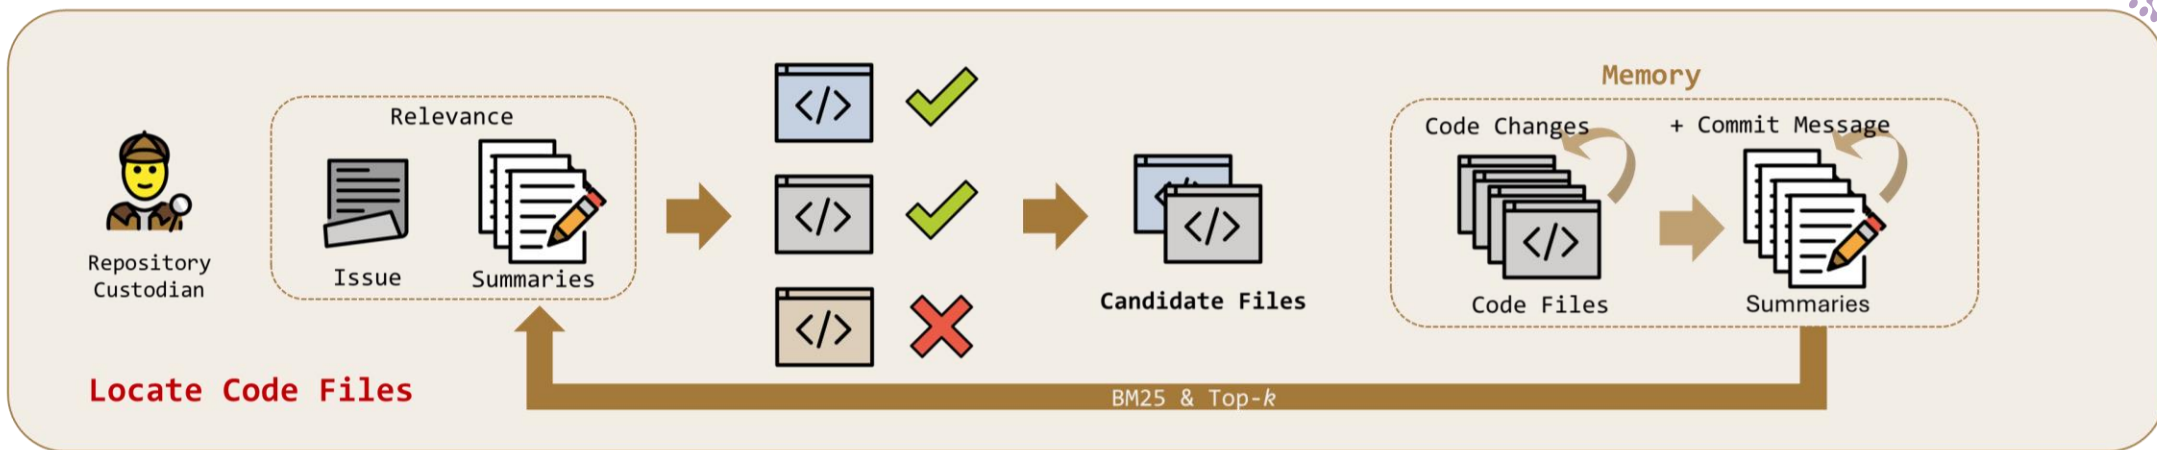 Repository
Custodian
Relevance
Issue
Summaries
</>
</>
</>
</>
</>
Candidate Files
Memory
Code Changes
+ Commit Message
</>
Code Files
Summaries
Locate Code Files
BM25 & Top-k